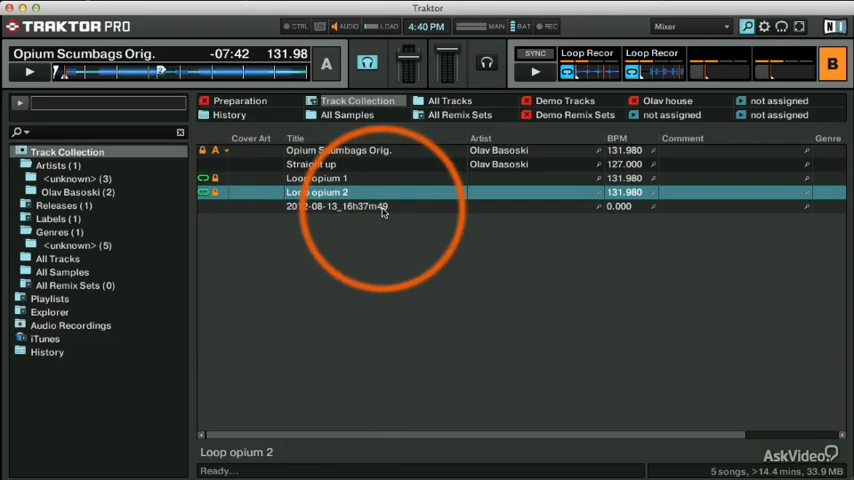 Traktor
TRAKTOR PRO
CTRL AUDIO LOAD 4:40 PM MAIN BAT REC
Mixer
Opium Scumbags Orig. -07:42 131.98
A
SYNC
Loop Recor Loop Recor
B
Preparation Track Collection All Tracks Demo Tracks Olav house not assigned
History All Samples All Remix Sets Demo Remix Sets not assigned not assigned
Cover Art Title Artist BPM Comment Genre
A Opium Scumbags Orig. Olav Basoski 131.980
Straight up Olav Basoski 127.000
Loop opium 1 131.980
Loop opium 2 131.980
2012-08-13_16h37m49 0.000
Track Collection
Artists (1)
<unknown> (3)
Olav Basoski (2)
Releases (1)
Labels (1)
Genres (1)
<unknown> (5)
All Tracks
All Samples
All Remix Sets (0)
Playlists
Explorer
Audio Recordings
iTunes
History
Loop opium 2
AskVideo
Ready...
5 songs, >14.4 mins, 33.9 MB